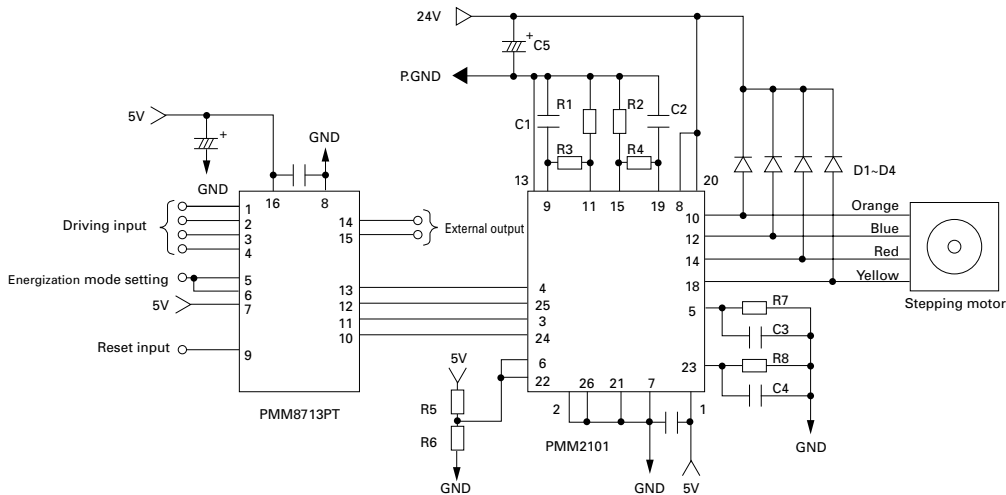 24V
+
C5
P.GND
R1
R2
C2
C1
R3
R4
5V
+
GND
GND
D1~D4
13
20
16
8
9
11
15
19
8
Orange
Blue
Red
Yellow
Stepping motor
10
12
14
18
Driving input
1
2
3
4
14
15
External output
Energization mode setting
5
6
5V
7
13
12
11
10
4
25
3
24
5
R7
C3
Reset input
9
23
R8
C4
GND
5V
6
22
R5
R6
GND
26
21
7
2
1
PMM8713PT
PMM2101
GND
5V